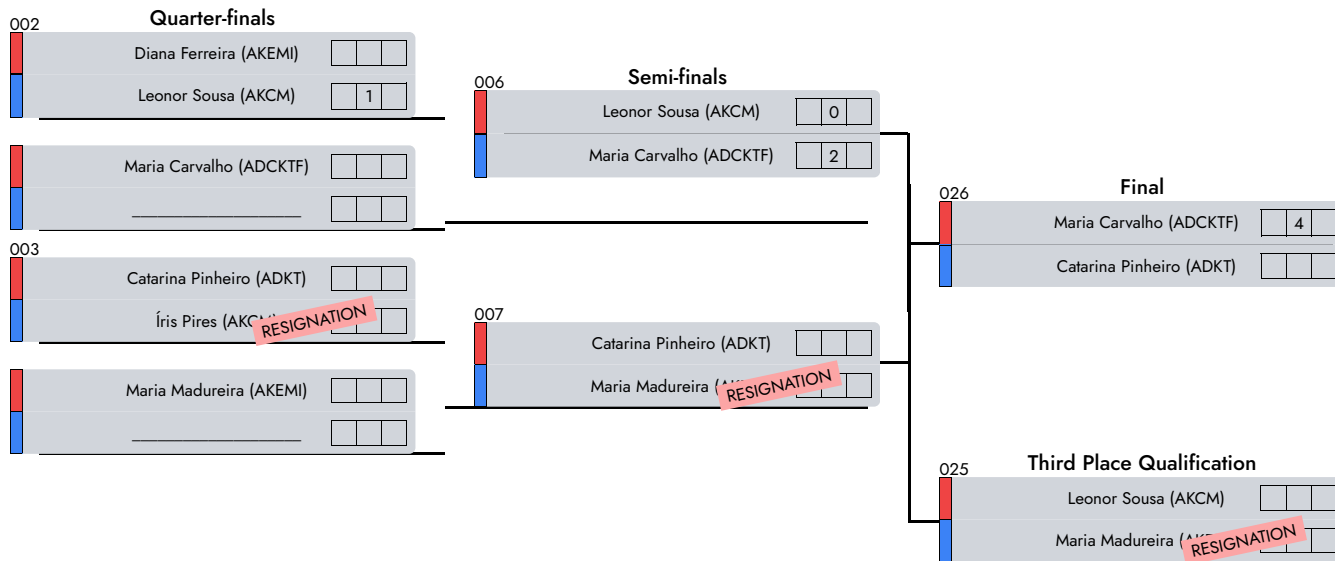 Quarter-finals
002
Diana Ferreira (AKEMI)
Leonor Sousa (AKCM) 1
Maria Carvalho (ADCKTF)
____________________
003
Catarina Pinheiro (ADKT)
Íris Pires
RESIGNATION
Maria Madureira (AKEMI)
____________________
Semi-finals
006
Leonor Sousa (AKCM) 0
Maria Carvalho (ADCKTF) 2
007
Catarina Pinheiro (ADKT)
Maria Madureira
RESIGNATION
Final
026
Maria Carvalho (ADCKTF) 4
Catarina Pinheiro (ADKT)
Third Place Qualification
025
Leonor Sousa (AKCM)
Maria Madureira
RESIGNATION